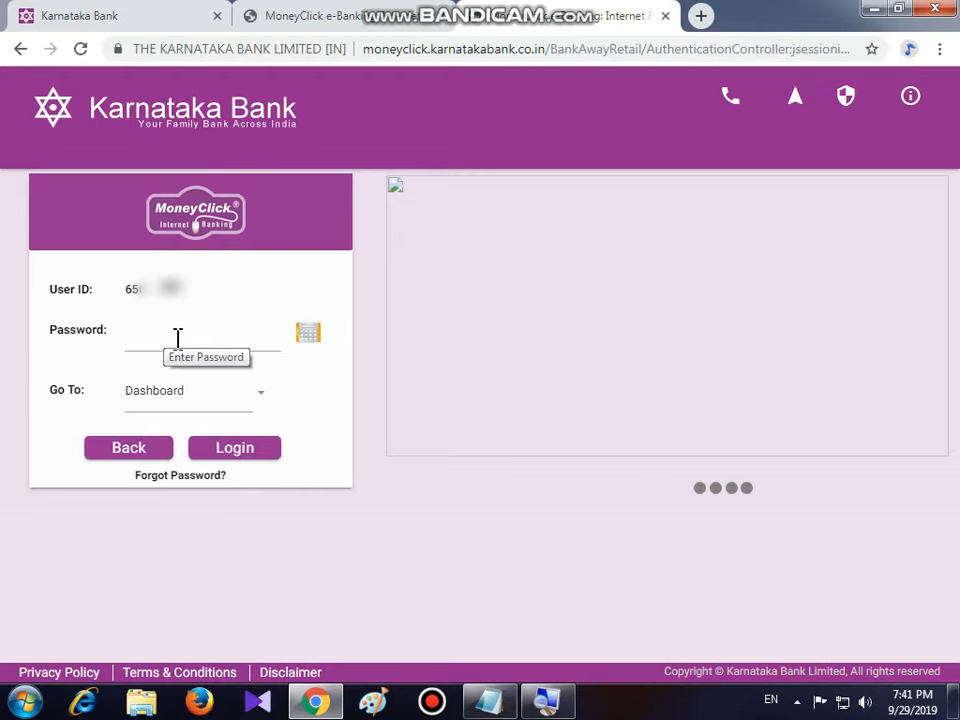 Karnataka Bank
MoneyClick e-Banki
www.BANDICAM.com
: Internet
THE KARNATAKA BANK LIMITED [IN]
moneyclick.karnatakabank.co.in/BankAwayRetail/AuthenticationController;jsessioni...
Karnataka Bank
Your Family Bank Across India
MoneyClick
Internet Banking
User ID:
Password:
Enter Password
Go To:
Dashboard
Back
Login
Forgot Password?
Privacy Policy
Terms & Conditions
Disclaimer
Copyright © Karnataka Bank Limited, All rights reserved
EN
7:41 PM
9/29/2019